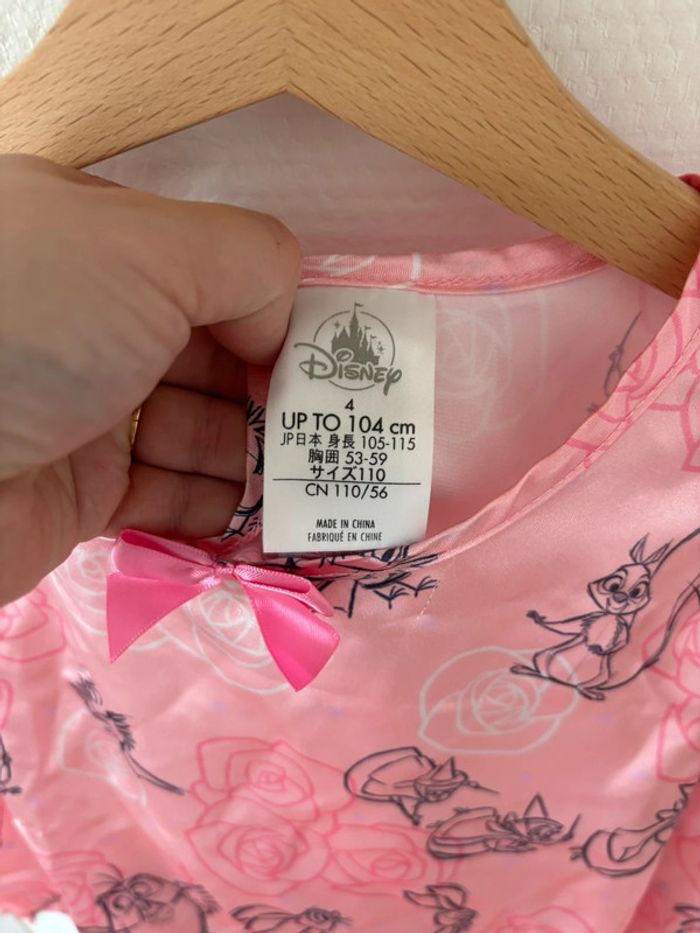 Disney
4
UP TO 104 cm
JP日本 身長 105-115
胸囲 53-59
サイズ110
CN 110/56
MADE IN CHINA
FABRIQUÉ EN CHINE